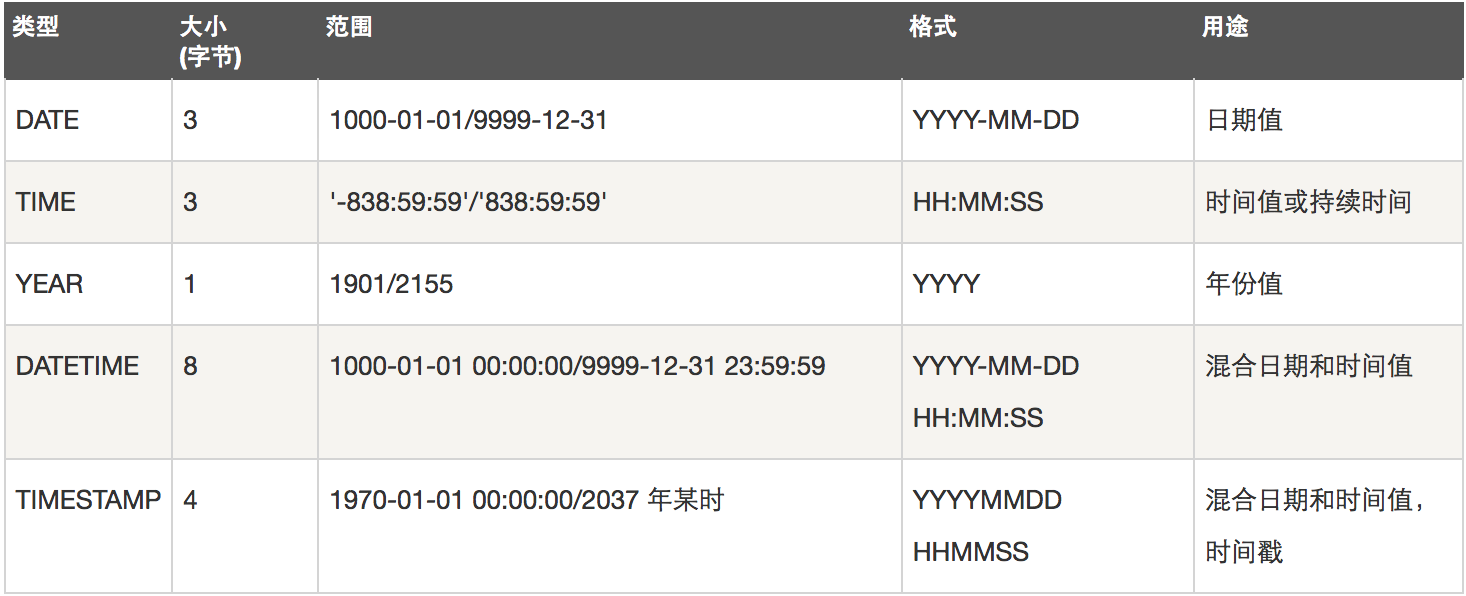 类型 大小 范围 格式 用途
(字节)
DATE 3 1000-01-01/9999-12-31 YYYY-MM-DD 日期值
TIME 3 '-838:59:59'/'838:59:59' HH:MM:SS 时间值或持续时间
YEAR 1 1901/2155 YYYY 年份值
DATETIME 8 1000-01-01 00:00:00/9999-12-31 23:59:59 YYYY-MM-DD 混合日期和时间值
HH:MM:SS
TIMESTAMP 4 1970-01-01 00:00:00/2037 年某时 YYYYMMDD 混合日期和时间值，
HHMMSS 时间戳